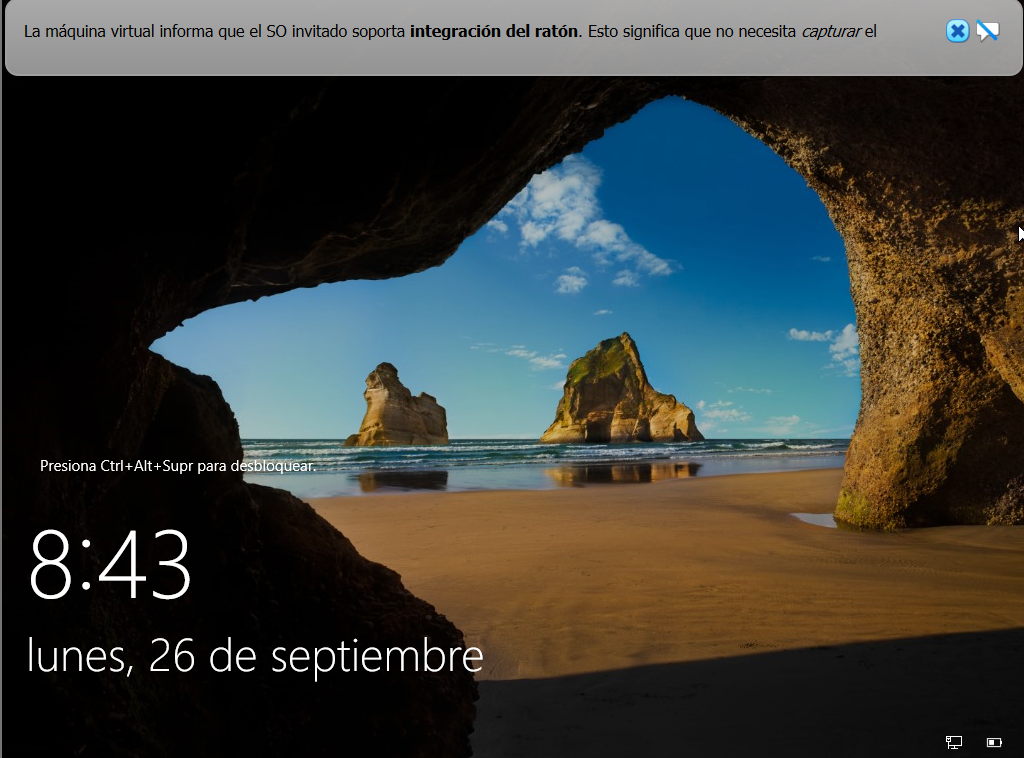 La máquina virtual informa que el SO invitado soporta integración del ratón. Esto significa que no necesita capturar el
Presiona Ctrl+Alt+Supr para desbloquear.
8:43
lunes, 26 de septiembre